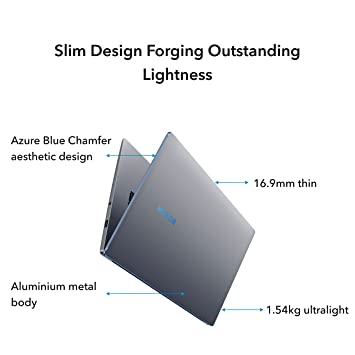 Slim Design Forging Outstanding
Lightness
Azure Blue Chamfer
aesthetic design
16.9mm thin
HONOR
Aluminium metal
body
1.54kg ultralight